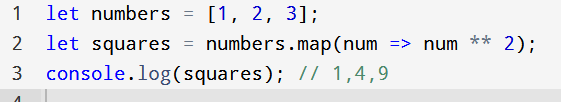 1 let numbers = [1, 2, 3];
2 let squares = numbers.map(num => num ** 2);
3 console.log(squares); // 1,4,9
4